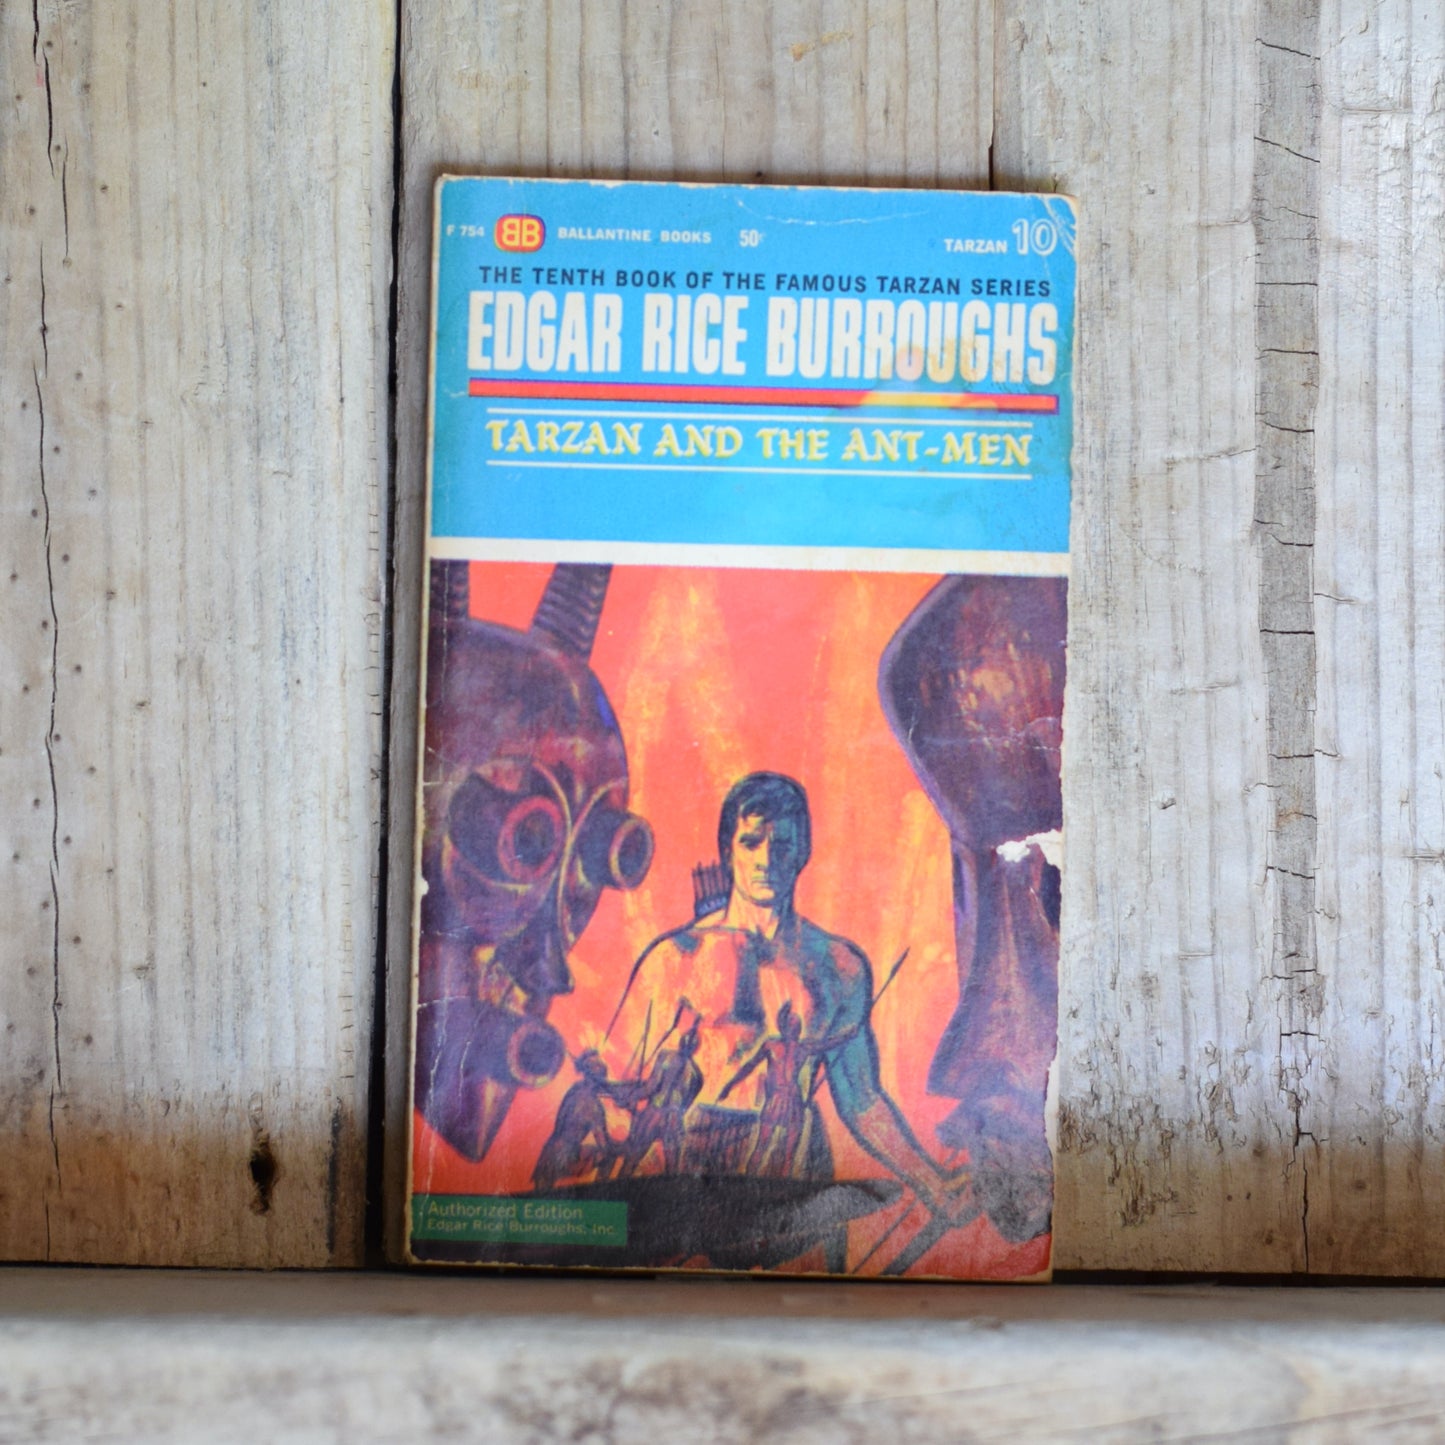 F 754 BB BALLANTINE BOOKS 50¢ TARZAN 10
THE TENTH BOOK OF THE FAMOUS TARZAN SERIES
EDGAR RICE BURROUGHS
TARZAN AND THE ANT-MEN
Authorized Edition
Edgar Rice Burroughs, Inc.